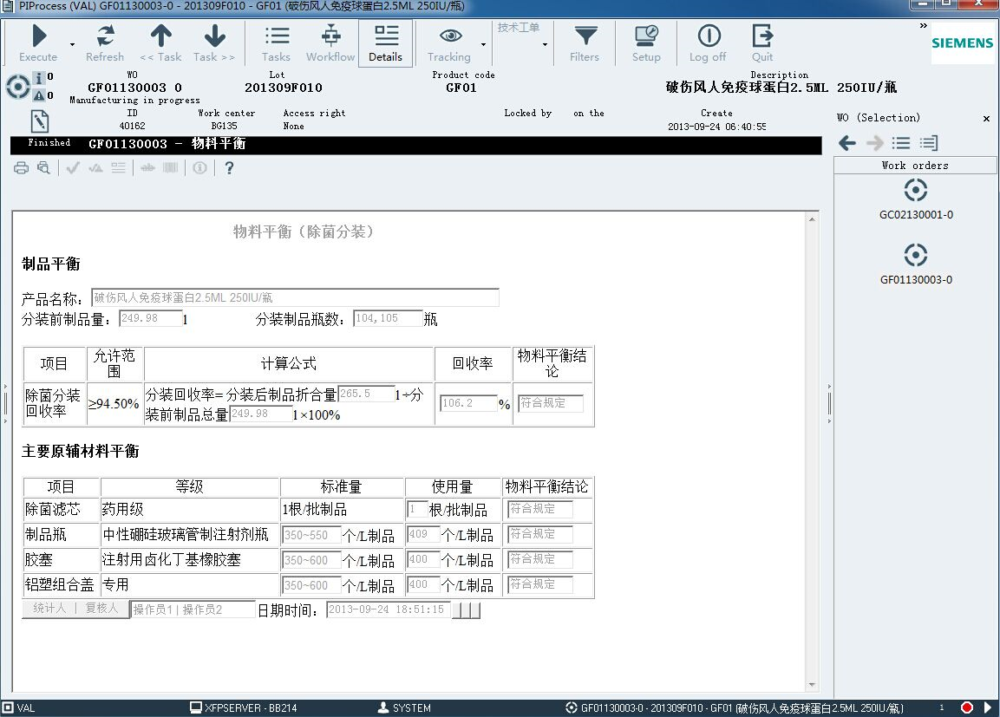 PIProcess (VAL) GF01130003-0 - 201309F010 - GF01 (破伤风人免疫球蛋白2.5ML 250IU/瓶)
Execute Refresh << Task Task >> Tasks Workflow Details Tracking 技术工单 Filters Setup Log off Quit » SIEMENS
i 0 WO Lot Product code Description
GF01130003 0 201309F010 GF01 破伤风人免疫球蛋白2.5ML 250IU/瓶
0 Manufacturing in progress
ID Work center Access right Locked by on the Create
40162 BG135 None 2013-09-24 06:40:55
Finished GF01130003 - 物料平衡
WO (Selection) ×
Work orders
GC02130001-0
GF01130003-0
物料平衡（除菌分装）
制品平衡
产品名称: 破伤风人免疫球蛋白2.5ML 250IU/瓶
分装前制品量: 249.98 l 分装制品瓶数: 104,105 瓶
项目 允许范围 计算公式 回收率 物料平衡结论
除菌分装回收率 ≥94.50% 分装回收率= 分装后制品折合量 265.5 l ÷分
装前制品总量 249.98 l ×100% 106.2 % 符合规定
主要原辅材料平衡
项目 等级 标准量 使用量 物料平衡结论
除菌滤芯 药用级 1根/批制品 1 根/批制品 符合规定
制品瓶 中性硼硅玻璃管制注射剂瓶 350~550 个/L制品 409 个/L制品 符合规定
胶塞 注射用卤化丁基橡胶塞 350~600 个/L制品 400 个/L制品 符合规定
铝塑组合盖 专用 350~600 个/L制品 400 个/L制品 符合规定
统计人 | 复核人 操作员1 | 操作员2 日期时间: 2013-09-24 18:51:15
VAL XFPSERVER - BB214 SYSTEM GF01130003-0 - 201309F010 - GF01 (破伤风人免疫球蛋白2.5ML 250IU/瓶) 1